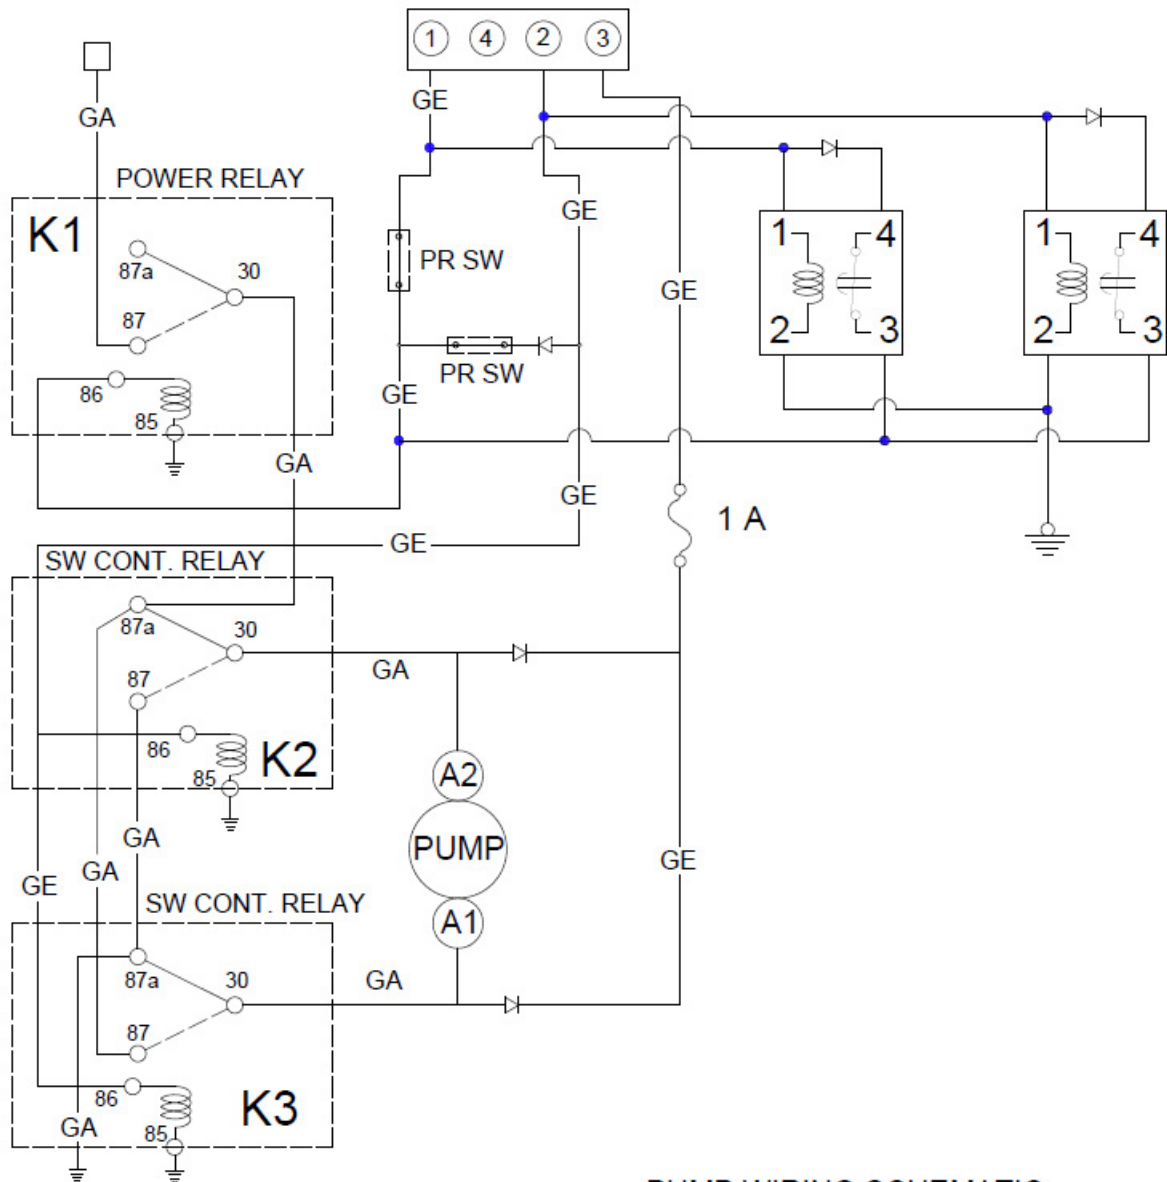 1 4 2 3
GE
GA
POWER RELAY
K1
87a
30
87
86
85
GA
GE
PR SW
PR SW
GE
GE
GE
1 4
2 3
1 4
2 3
1 A
GE
SW CONT. RELAY
87a
30
87
86
85
K2
GA
A2
PUMP
A1
GE
GA
GA
GE
SW CONT. RELAY
87a
30
87
86
85
K3
GA
GA
PUMP WIRING SCHEMATIC